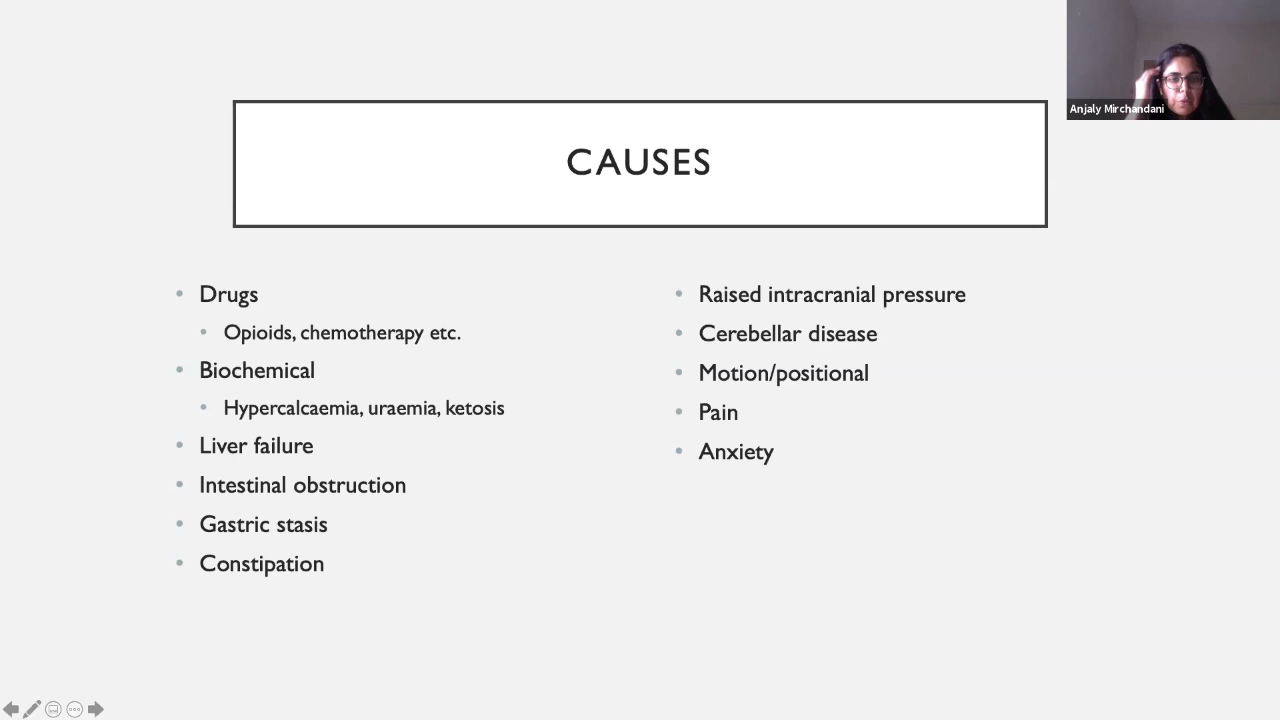 Anjaly Mirchandani
CAUSES
Drugs
Opioids, chemotherapy etc.
Biochemical
Hypercalcaemia, uraemia, ketosis
Liver failure
Intestinal obstruction
Gastric stasis
Constipation
Raised intracranial pressure
Cerebellar disease
Motion/positional
Pain
Anxiety